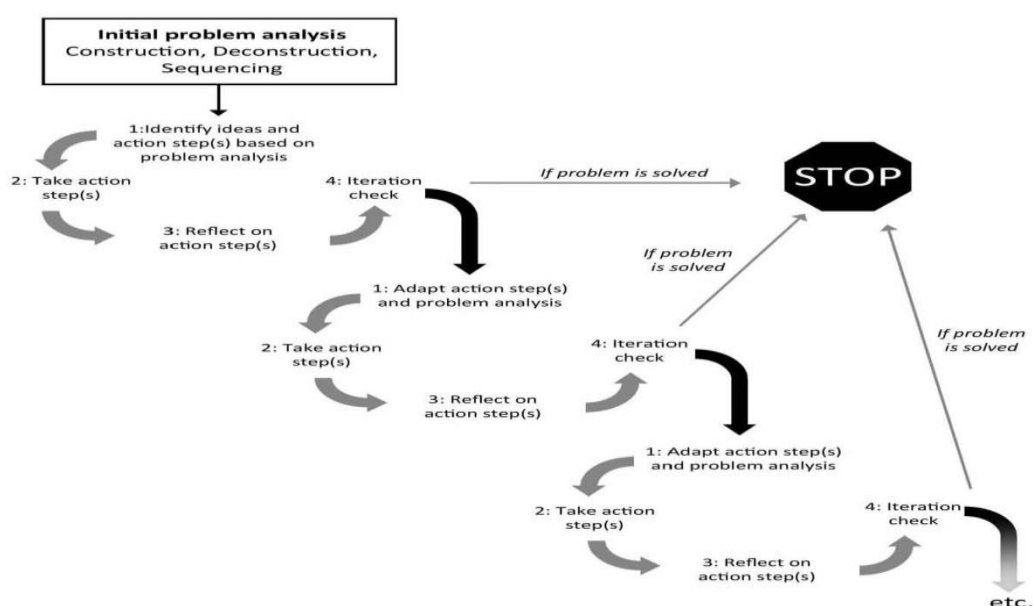 Initial problem analysis
Construction, Deconstruction,
Sequencing
1:Identify ideas and
action step(s) based on
problem analysis
2: Take action
step(s)
3: Reflect on
action step(s)
4: Iteration
check
If problem is solved
STOP
1: Adapt action step(s)
and problem analysis
2: Take action
step(s)
3: Reflect on
action step(s)
4: Iteration
check
If problem
is solved
1: Adapt action step(s)
and problem analysis
2: Take action
step(s)
3: Reflect on
action step(s)
4: Iteration
check
If problem
is solved
etc.